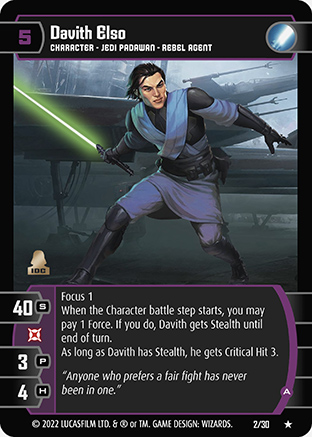 5
Davith Elso
CHARACTER - JEDI PADAWAN - REBEL AGENT
IDC
40 S
3 P
4 H
Focus 1
When the Character battle step starts, you may
pay 1 Force. If you do, Davith gets Stealth until
end of turn.
As long as Davith has Stealth, he gets Critical Hit 3.
"Anyone who prefers a fair fight has never
been in one."
A
© 2022 LUCASFILM LTD. & ® or TM. GAME DESIGN: WIZARDS.
2/30